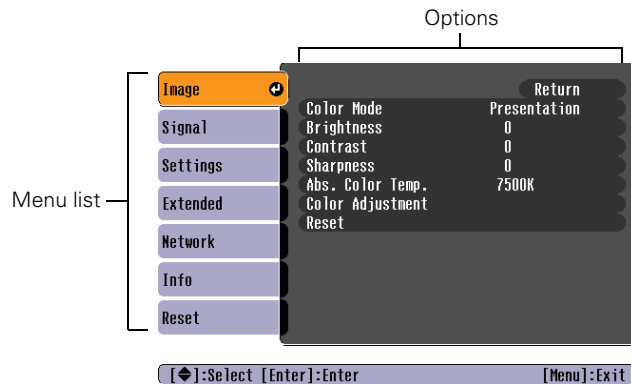 Options
Menu list
Image
Signal
Settings
Extended
Network
Info
Reset
Return
Color Mode Presentation
Brightness 0
Contrast 0
Sharpness 0
Abs. Color Temp. 7500K
Color Adjustment
Reset
[◆]:Select [Enter]:Enter [Menu]:Exit